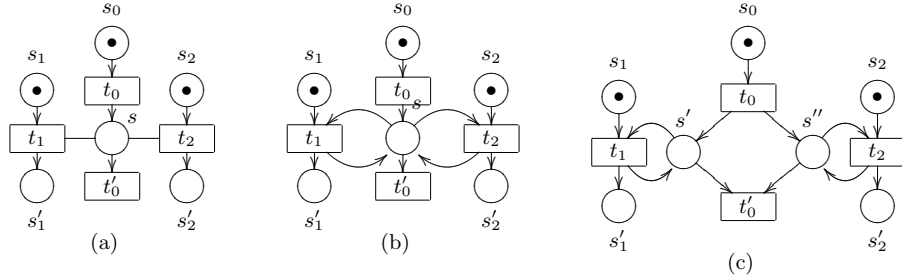 s₀ s₀ s₀
s₁ s₂ s₁ s₂ s₁ s₂
t₀ t₀ t₀
s s s′ s″
t₁ t₂ t₁ t₂ t₁ t₂
t′₀ t′₀ t′₀
s′₁ s′₂ s′₁ s′₂ s′₁ s′₂
(a) (b) (c)